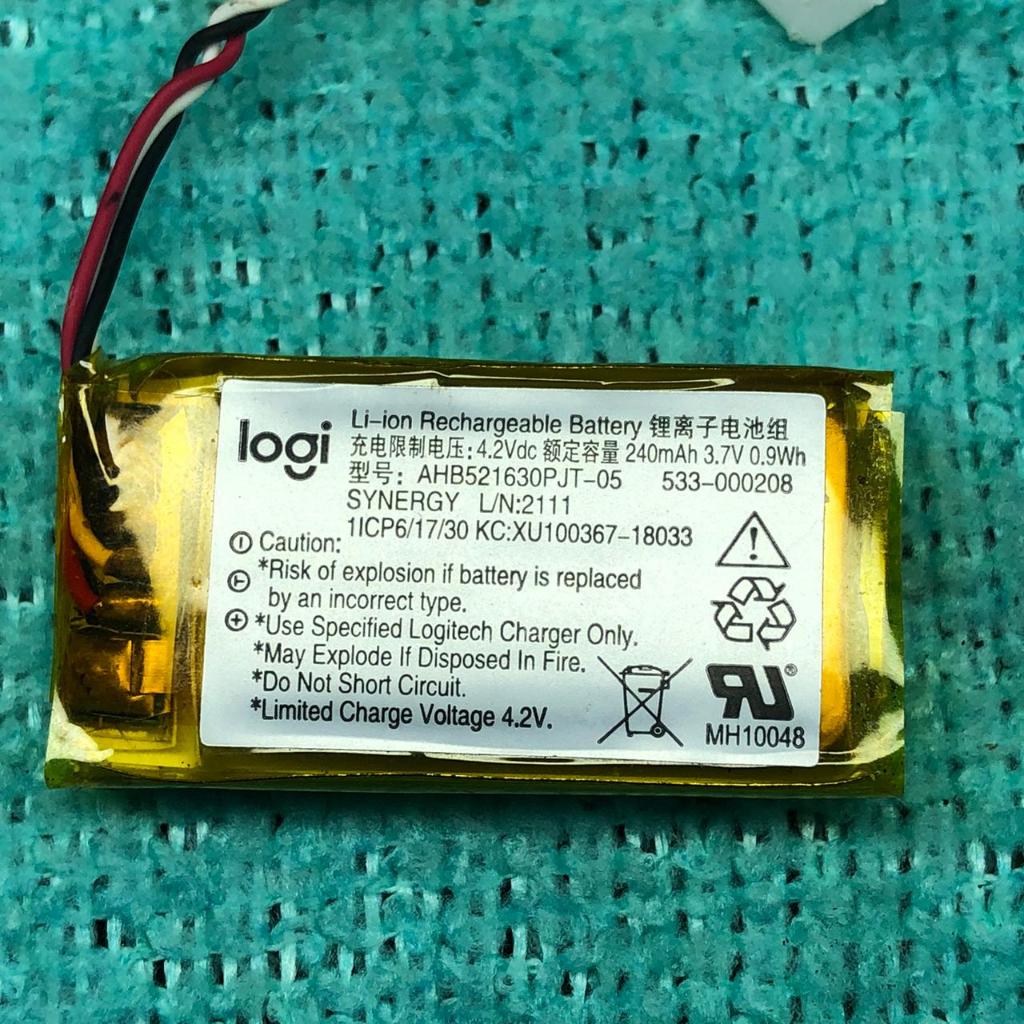 logi
Li-ion Rechargeable Battery 锂离子电池组
充电限制电压: 4.2Vdc 额定容量 240mAh 3.7V 0.9Wh
型号: AHB521630PJT-05 533-000208
SYNERGY L/N:2111
1ICP6/17/30 KC:XU100367-18033
Caution:
*Risk of explosion if battery is replaced
by an incorrect type.
*Use Specified Logitech Charger Only.
*May Explode If Disposed In Fire.
*Do Not Short Circuit.
*Limited Charge Voltage 4.2V.
RU®
MH10048